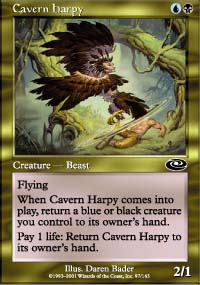 Cavern Harpy
Creature — Beast
Flying
When Cavern Harpy comes into
play, return a blue or black creature
you control to its owner's hand.
Pay 1 life: Return Cavern Harpy to
its owner's hand.
Illus. Daren Bader
©1993-2001 Wizards of the Coast, Inc. 97/143
2/1